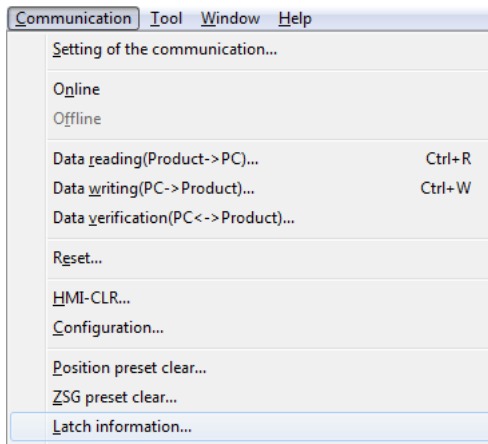 Communication Tool Window Help
Setting of the communication...
Online
Offline
Data reading(Product->PC)... Ctrl+R
Data writing(PC->Product)... Ctrl+W
Data verification(PC<->Product)...
Reset...
HMI-CLR...
Configuration...
Position preset clear...
ZSG preset clear...
Latch information...